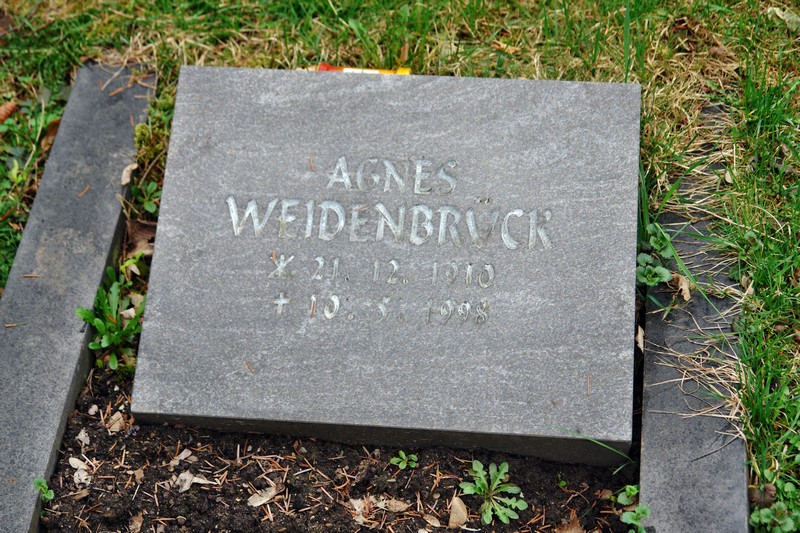 AGNES
WEIDENBRÜCK
* 21. 12. 1910
+ 10. 5. 1998